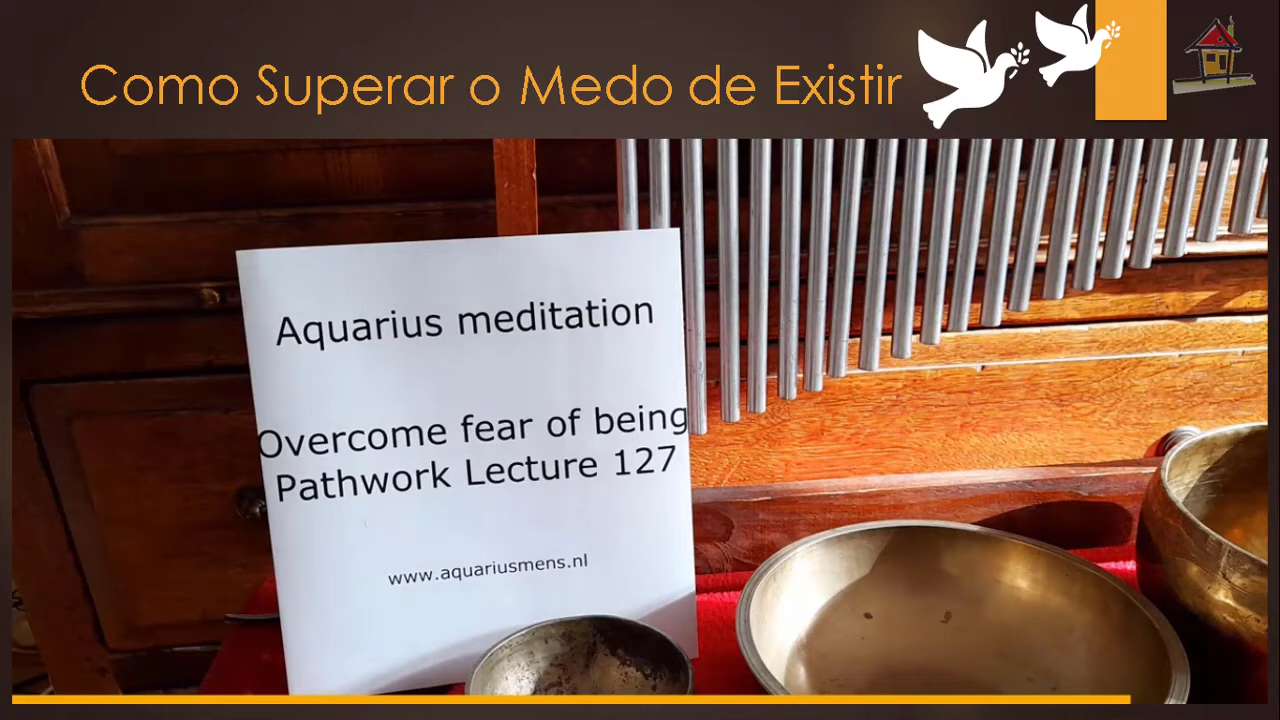 Como Superar o Medo de Existir
Aquarius meditation
Overcome fear of being
Pathwork Lecture 127
www.aquariusmens.nl